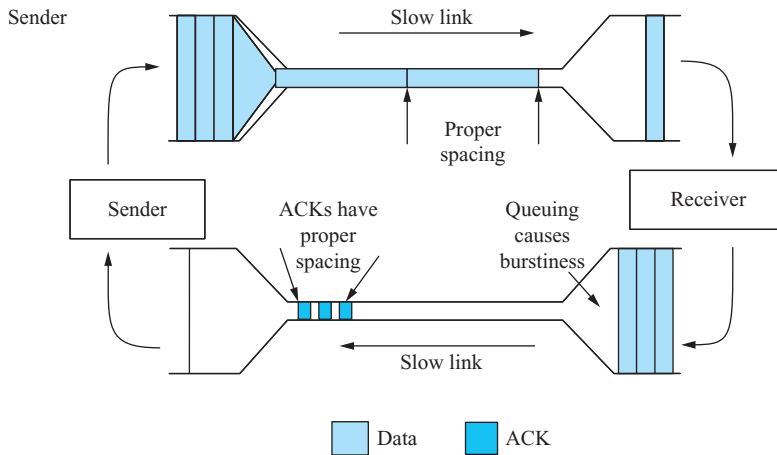 Sender
Slow link
Proper
spacing
Sender
ACKs have
proper
spacing
Queuing
causes
burstiness
Receiver
Slow link
Data
ACK